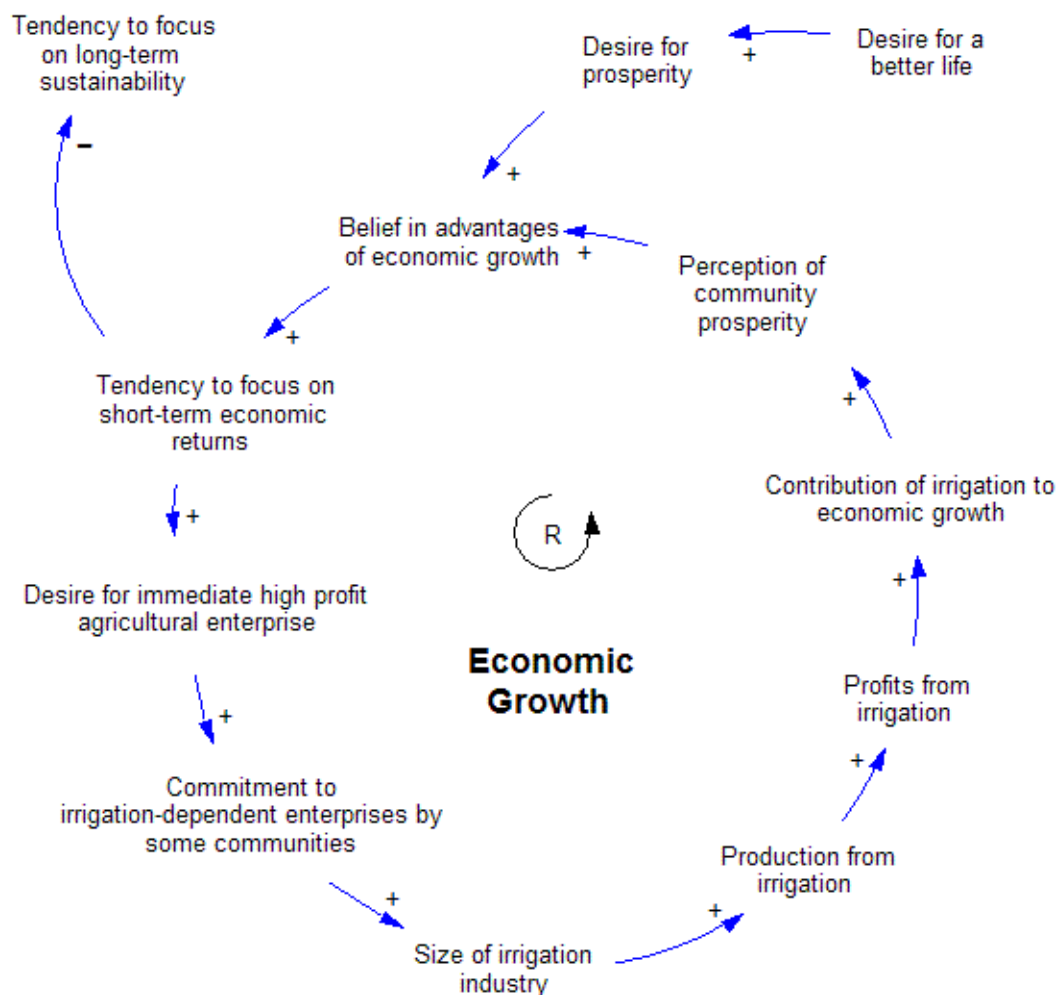 Tendency to focus
on long-term
sustainability
-
Desire for
prosperity
+
Desire for a
better life
+
Belief in advantages
of economic growth
+
Perception of
community
prosperity
+
Tendency to focus on
short-term economic
returns
+
Contribution of irrigation to
economic growth
+
R
+
Desire for immediate high profit
agricultural enterprise
+
Economic
Growth
Profits from
irrigation
+
+
Commitment to
irrigation-dependent enterprises by
some communities
Production from
irrigation
+
+
Size of irrigation
industry